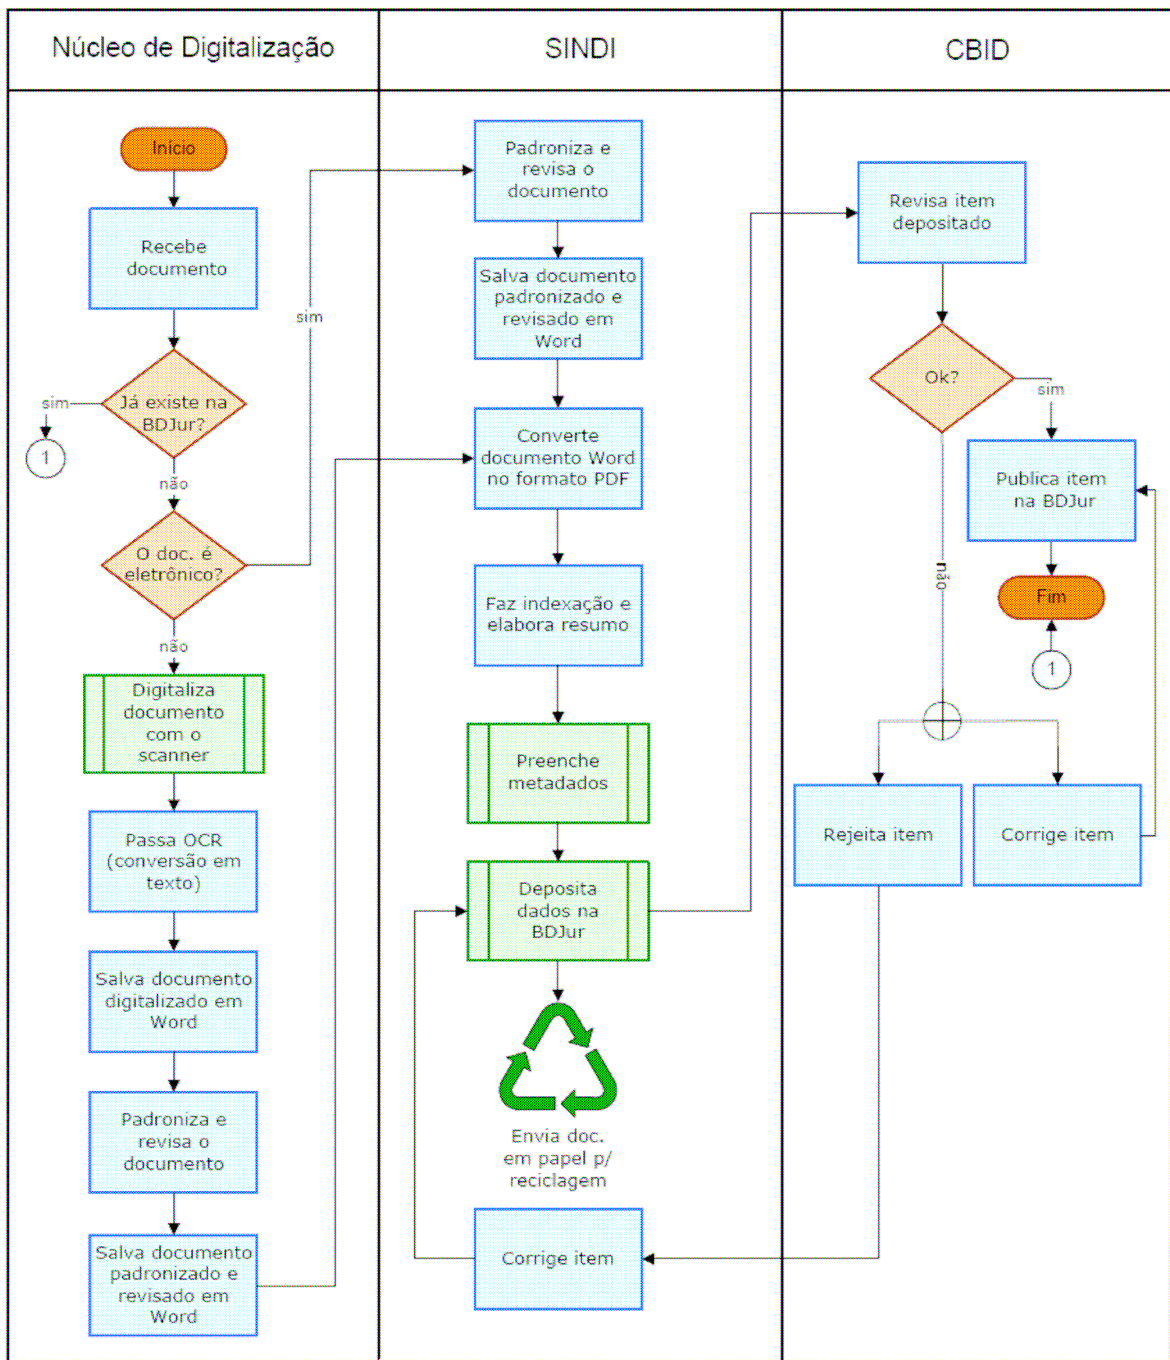 Núcleo de Digitalização
SINDI
CBID
Início
Recebe
documento
Já existe na
BDJur?
sim
1
não
O doc. é
eletrônico?
sim
não
Digitaliza
documento
com o
scanner
Passa OCR
(conversão em
texto)
Salva documento
digitalizado em
Word
Padroniza e
revisa o
documento
Salva documento
padronizado e
revisado em
Word
Padroniza e
revisa o
documento
Salva documento
padronizado e
revisado em
Word
Converte
documento Word
no formato PDF
Faz indexação e
elabora resumo
Preenche
metadados
Deposita
dados na
BDJur
Envia doc.
em papel p/
reciclagem
Corrige item
Revisa item
depositado
Ok?
sim
não
Publica item
na BDJur
Fim
1
Rejeita item
Corrige item